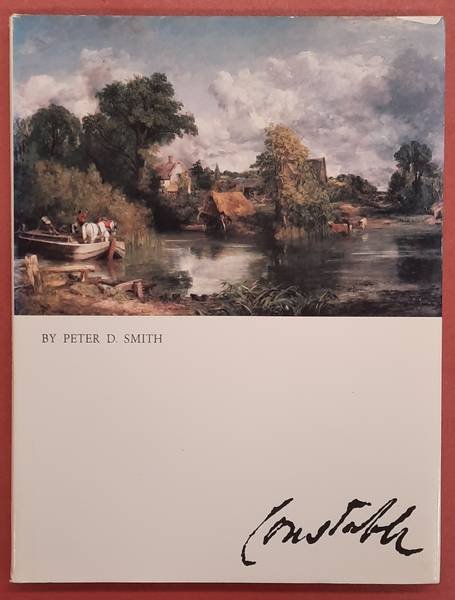 BY PETER D. SMITH
Constable